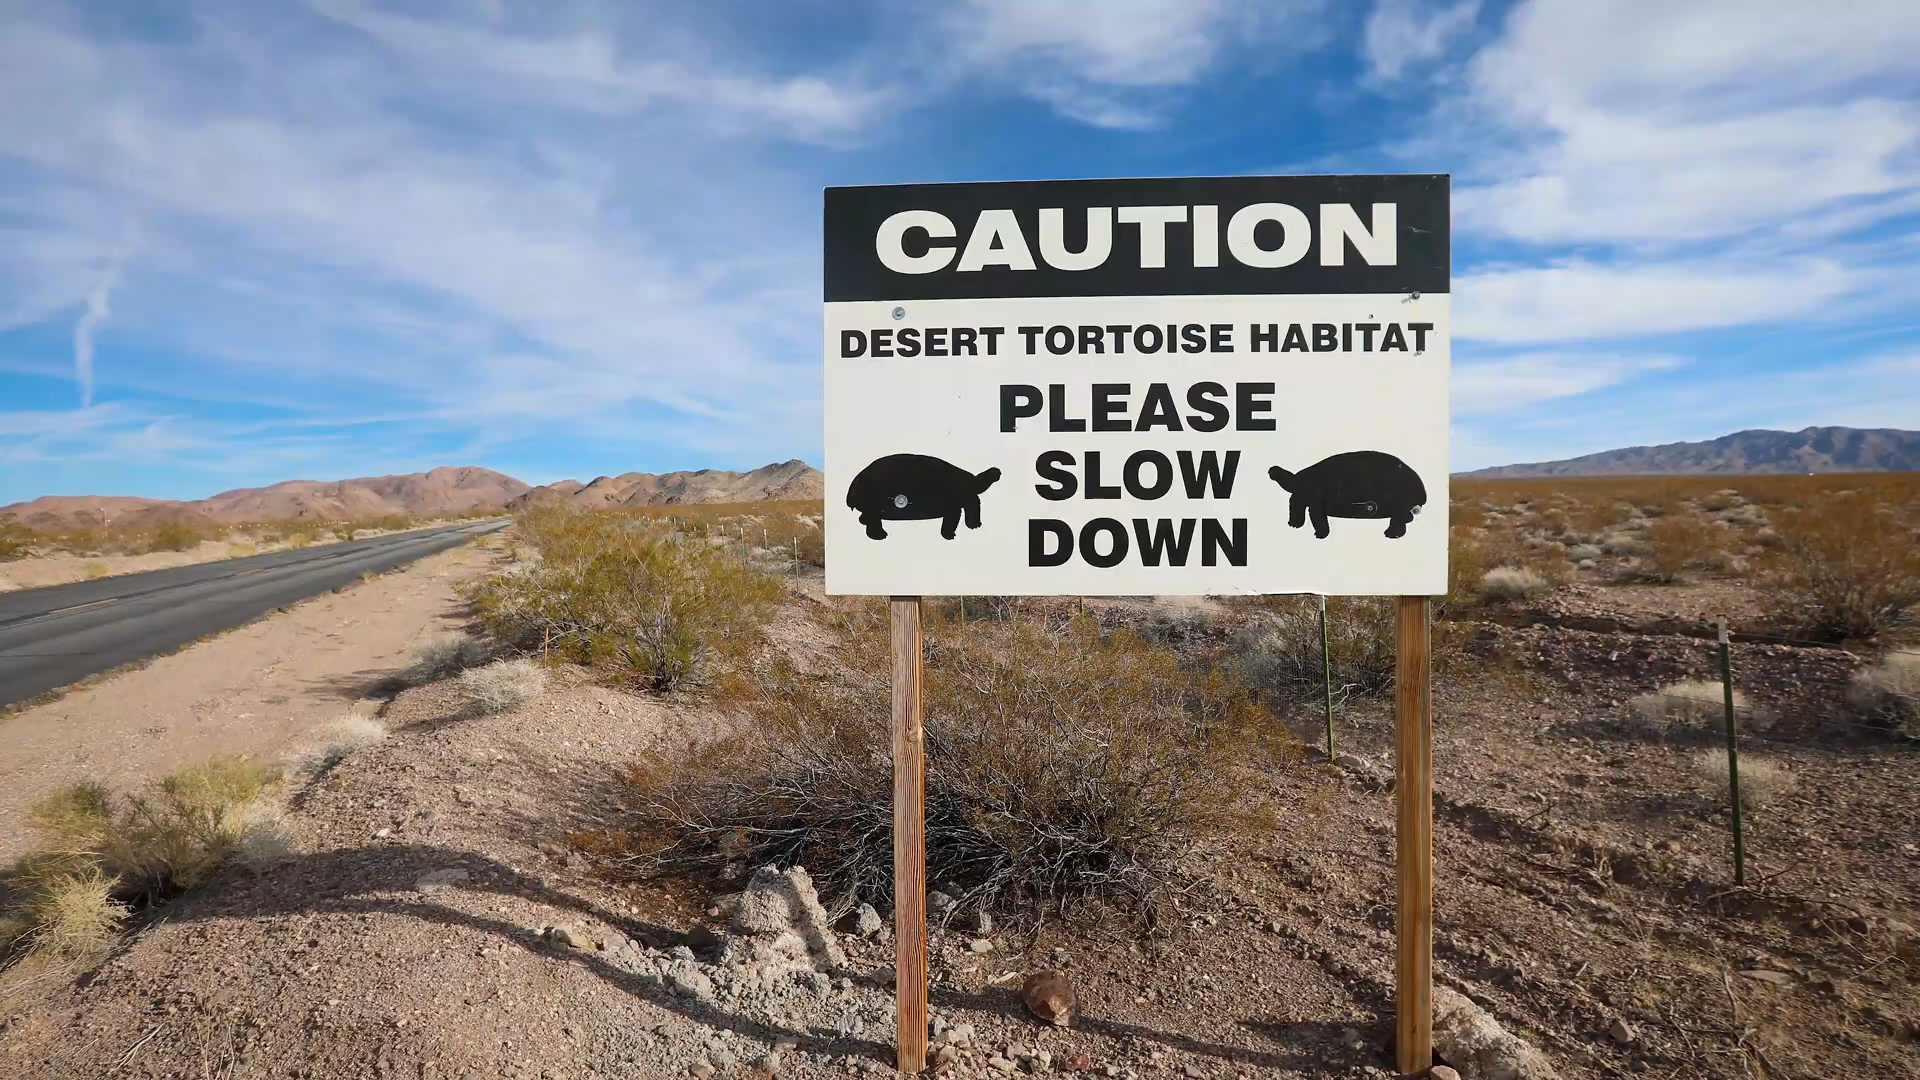 CAUTION
DESERT TORTOISE HABITAT
PLEASE
SLOW
DOWN